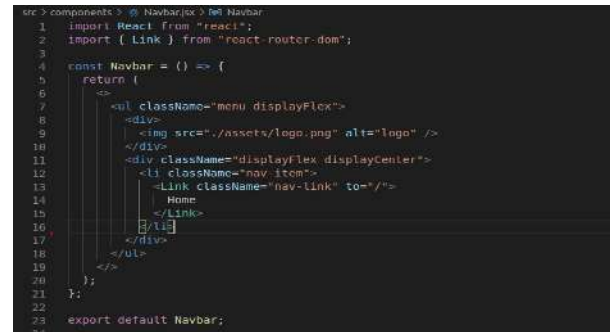 src > components > Navbar.jsx > Navbar
1 import React from "react";
2 import { Link } from "react-router-dom";
3
4 const Navbar = () => {
5 return (
6 <>
7 <ul className="menu displayFlex">
8 <div>
9 <img src="./assets/logo.png" alt="logo" />
10 </div>
11 <div className="displayFlex displayCenter">
12 <li className="nav-item">
13 <Link className="nav-link" to="/">
14 Home
15 </Link>
16 </li>
17 </div>
18 </ul>
19 </>
20 );
21 };
22
23 export default Navbar;